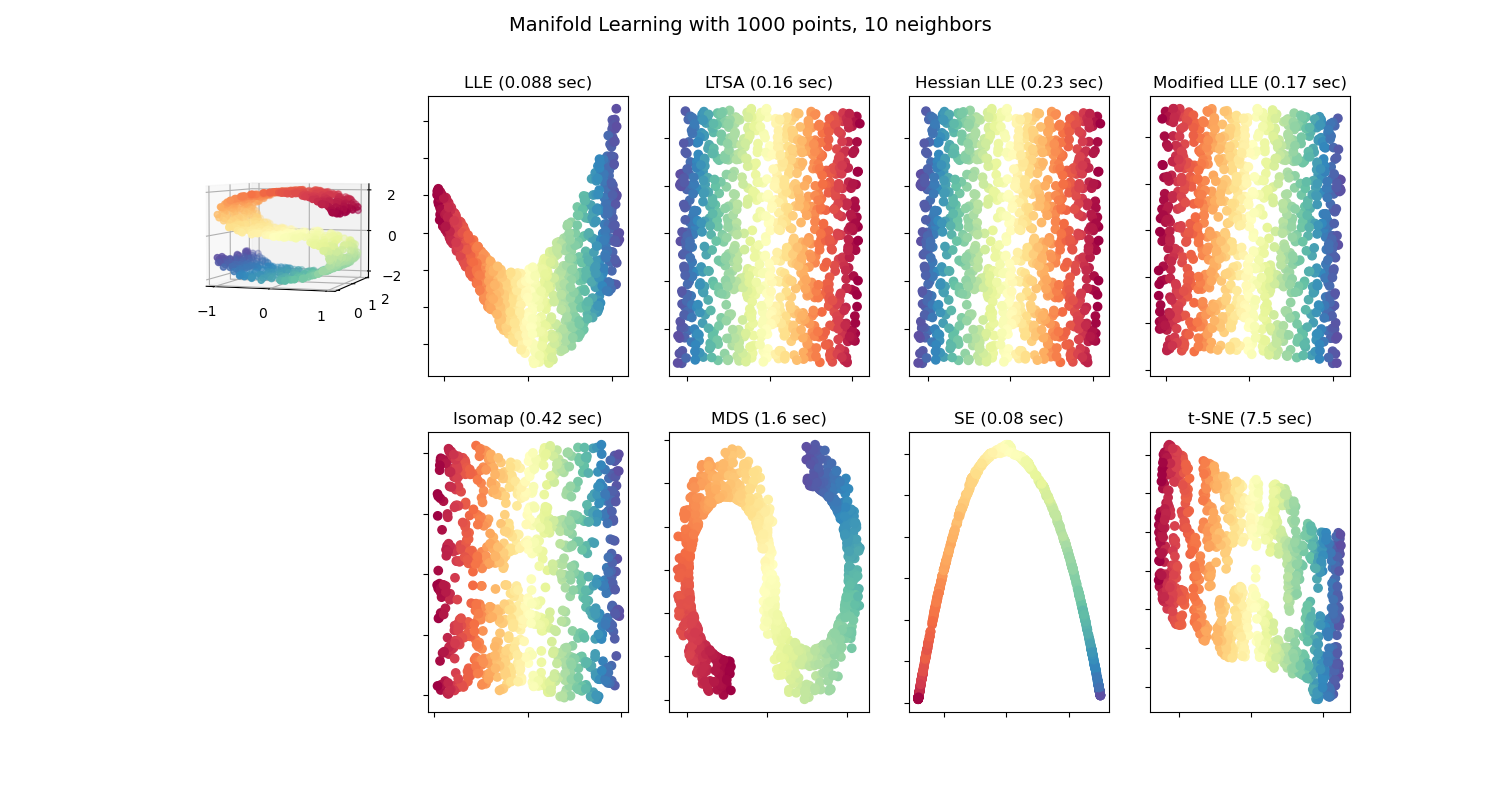 Manifold Learning with 1000 points, 10 neighbors
LLE (0.088 sec)
LTSA (0.16 sec)
Hessian LLE (0.23 sec)
Modified LLE (0.17 sec)
2
0
−2
−1
0
1
0
1
2
Isomap (0.42 sec)
MDS (1.6 sec)
SE (0.08 sec)
t-SNE (7.5 sec)